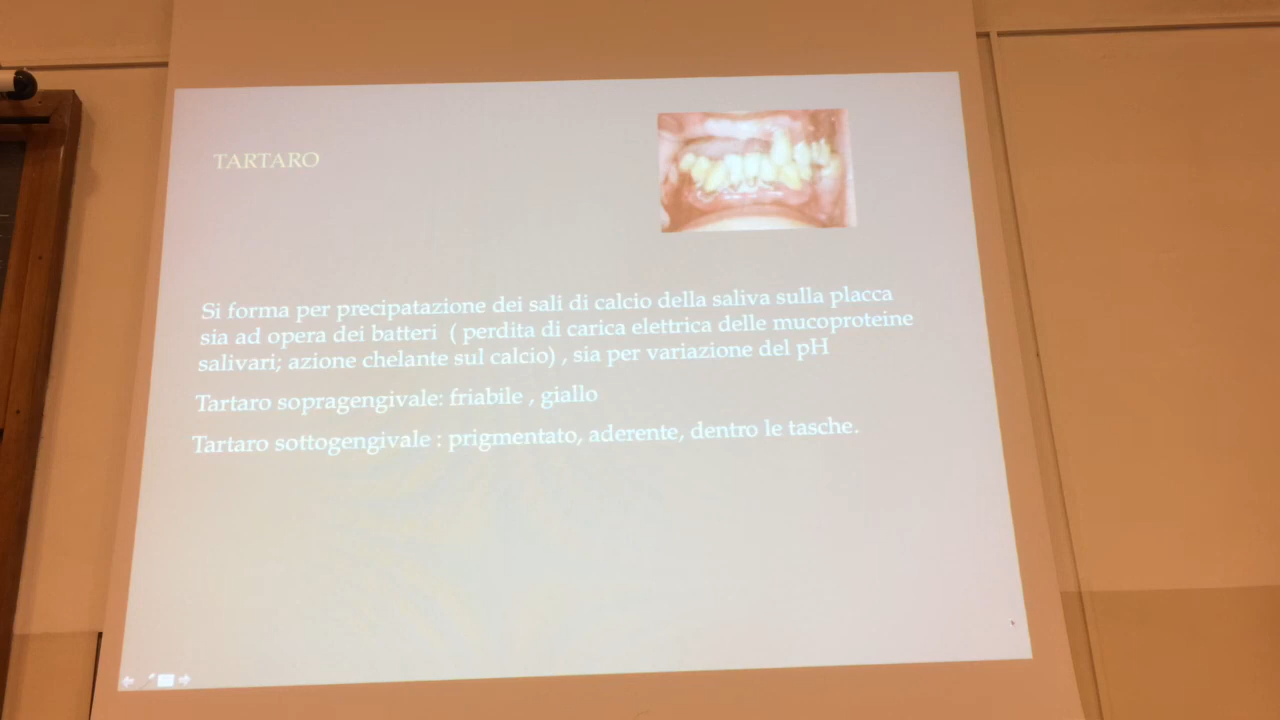 TARTARO
Si forma per precipatazione dei sali di calcio della saliva sulla placca
sia ad opera dei batteri ( perdita di carica elettrica delle mucoproteine
salivari; azione chelante sul calcio) , sia per variazione del pH
Tartaro sopragengivale: friabile , giallo
Tartaro sottogengivale : prigmentato, aderente, dentro le tasche.